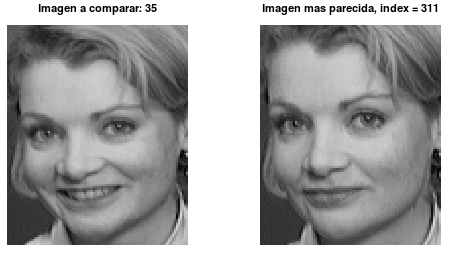 Imagen a comparar: 35
Imagen mas parecida, index = 311